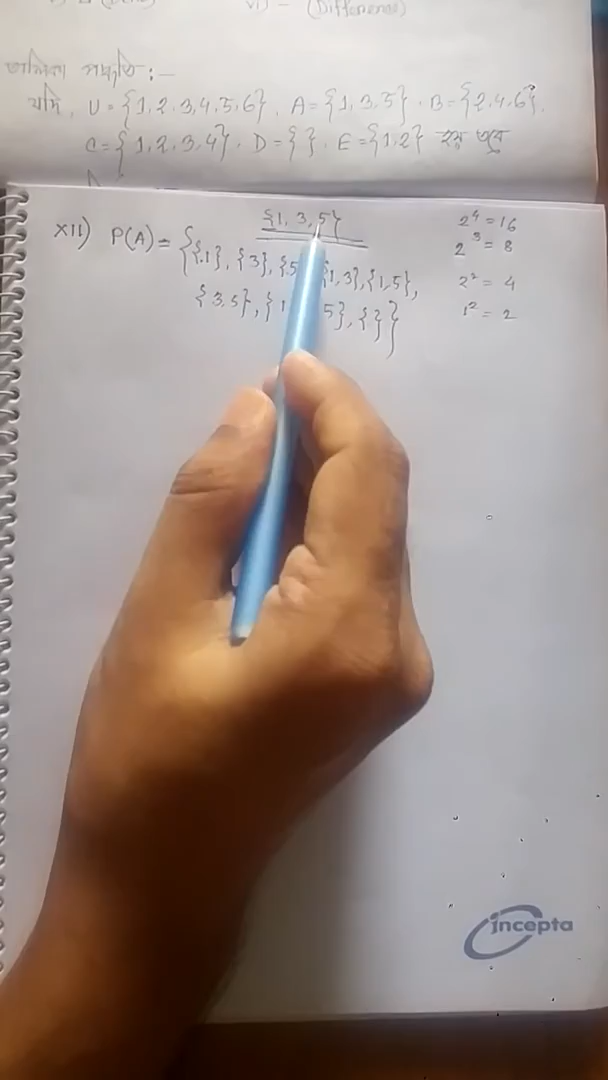 vi) - (Difference)
তালিকা পদ্ধতি :-
যদি, U = {1, 2, 3, 4, 5, 6}, A = {1, 3, 5}. B = {2, 4, 6}.
C = {1, 2, 3, 4}. D = { }. E = {1, 2} হয় তবে
{1, 3, 5}
XII) P(A) = {{1}, {3}, {5 {1, 3}, {1, 5},
{3, 5}, {1 5}, { }}
2⁴ = 16
2³ = 8
2² = 4
1² = 2
incepta